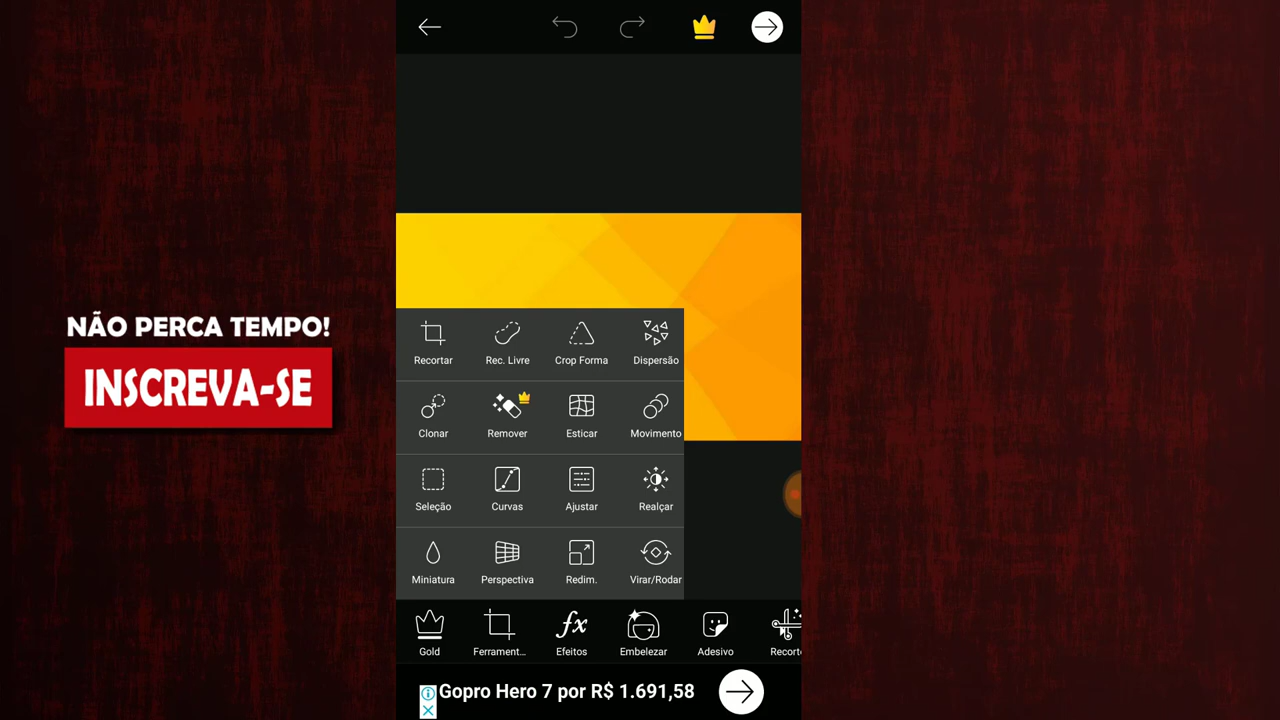 NÃO PERCA TEMPO!
INSCREVA-SE
Recortar
Rec. Livre
Crop Forma
Dispersão
Clonar
Remover
Esticar
Movimento
Seleção
Curvas
Ajustar
Realçar
Miniatura
Perspectiva
Redim.
Virar/Rodar
Gold
Ferrament...
fx
Efeitos
Embelezar
Adesivo
Recorte
Gopro Hero 7 por R$ 1.691,58